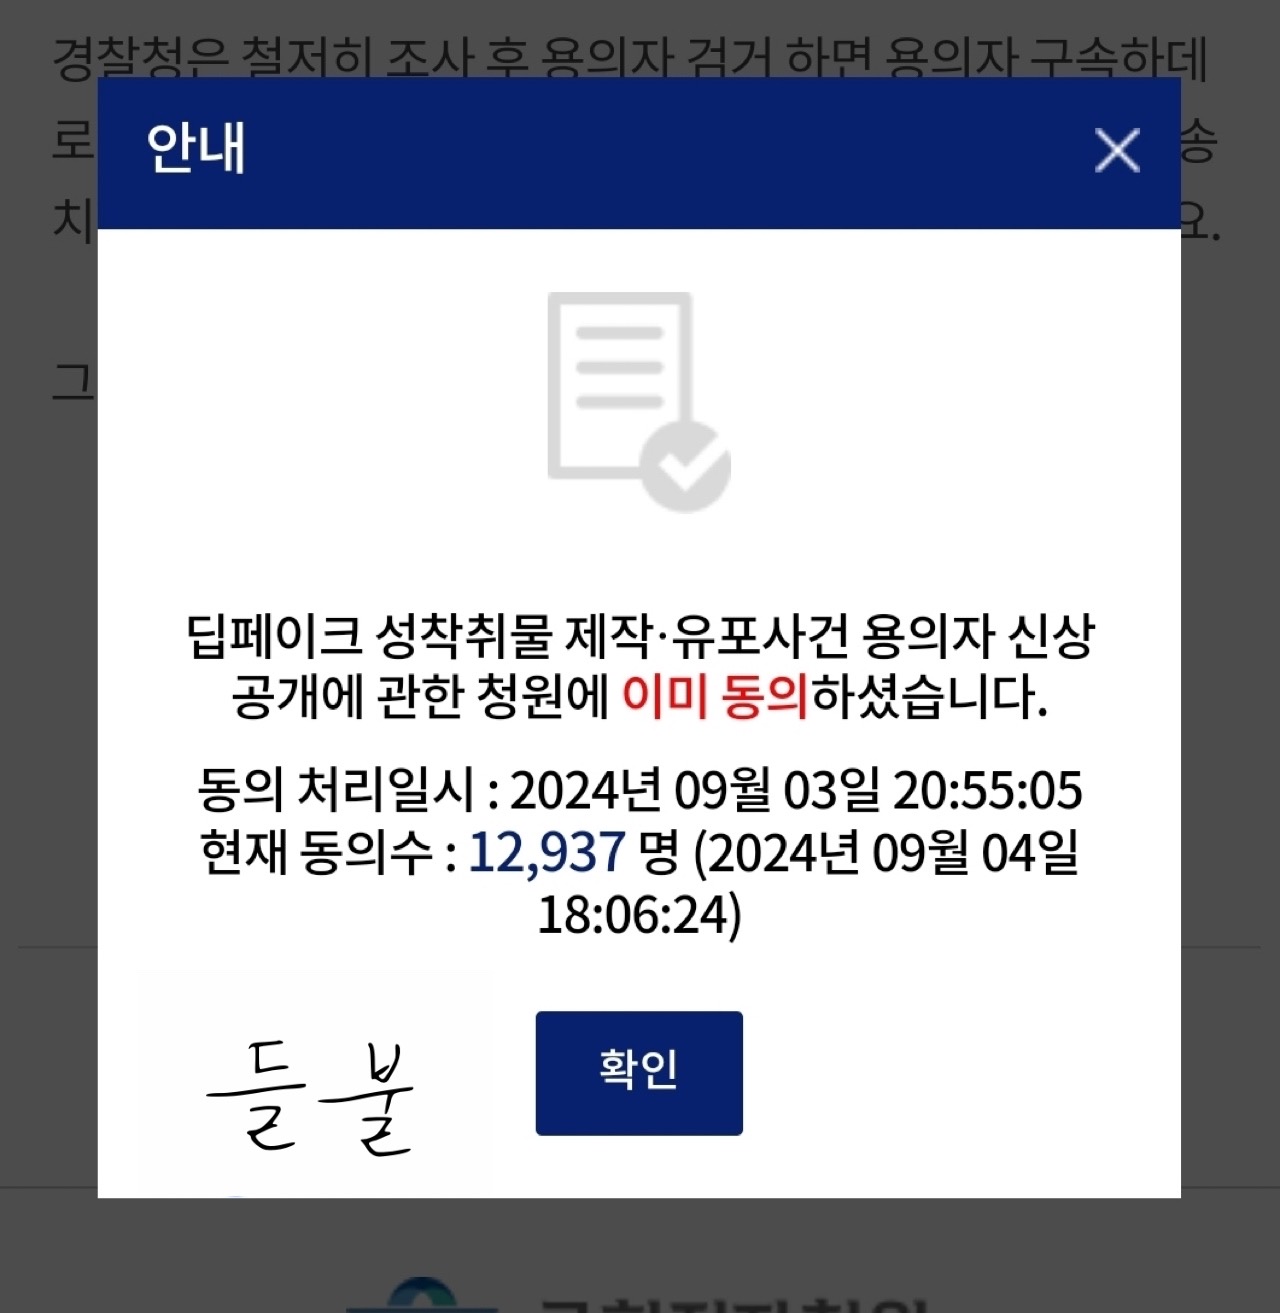 경찰청은 철저히 조사 후 용의자 검거 하면 용의자 구속하데
로
송
치
요.
그
안내
딥페이크 성착취물 제작·유포사건 용의자 신상
공개에 관한 청원에 이미 동의하셨습니다.
동의 처리일시 : 2024년 09월 03일 20:55:05
현재 동의수 : 12,937 명 (2024년 09월 04일
18:06:24)
확인
들불